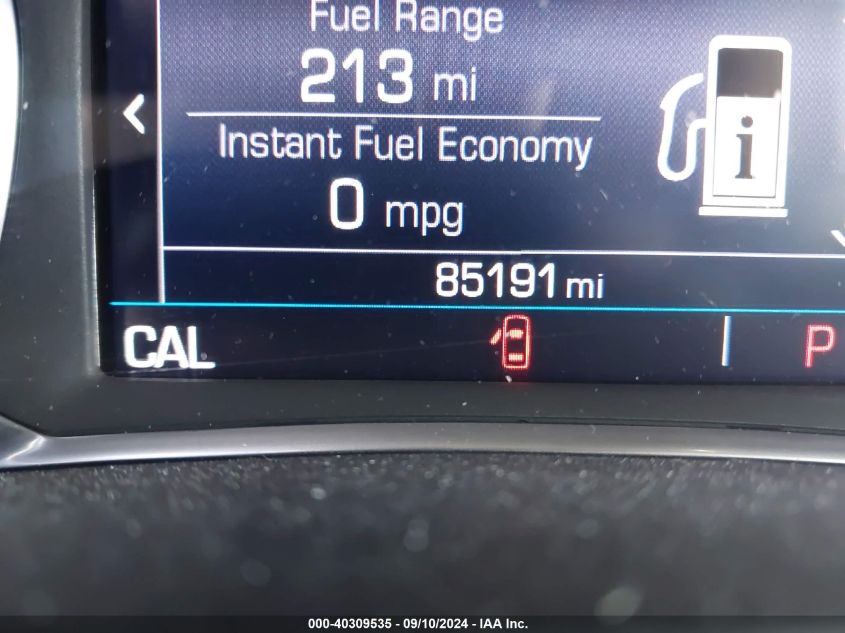 Fuel Range
213 mi
Instant Fuel Economy
0 mpg
i
85191 mi
CAL
P
000-40309535 - 09/10/2024 - IAA Inc.